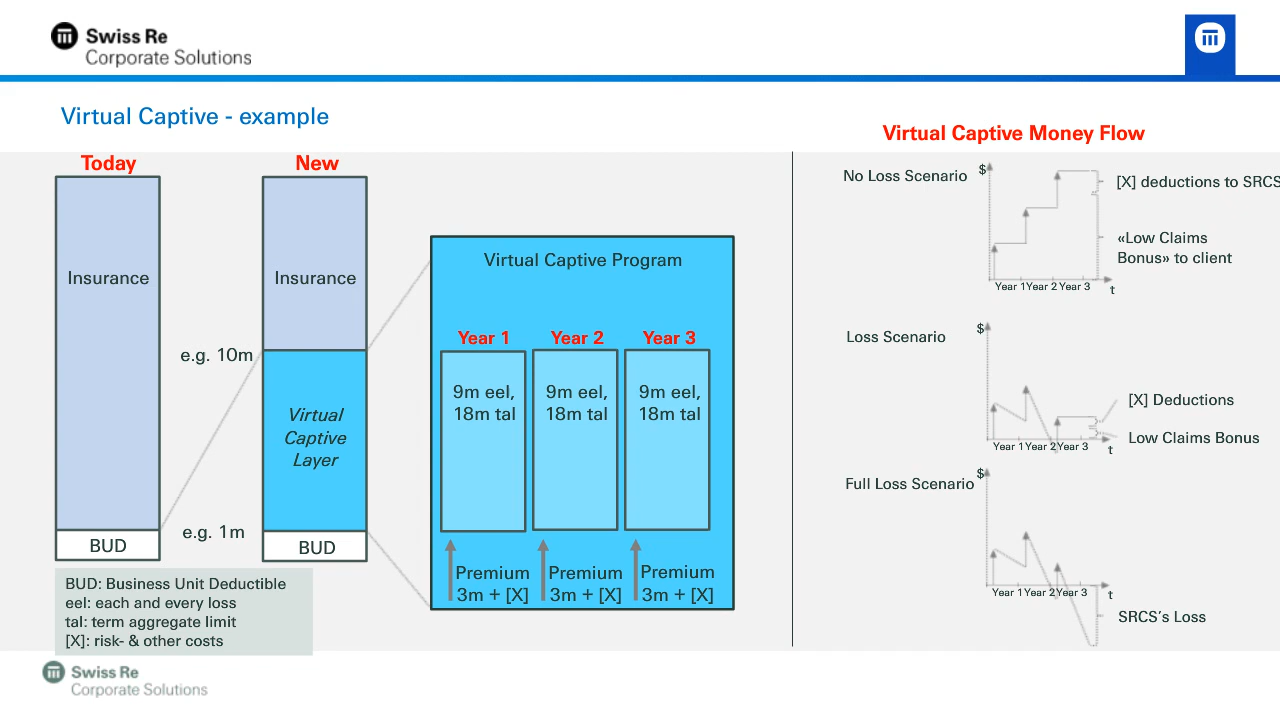 Swiss Re
Corporate Solutions
Virtual Captive - example
Today
New
Insurance
Insurance
e.g. 10m
Virtual
Captive
Layer
e.g. 1m
BUD
BUD
BUD: Business Unit Deductible
eel: each and every loss
tal: term aggregate limit
[X]: risk- & other costs
Virtual Captive Program
Year 1
Year 2
Year 3
9m eel,
18m tal
9m eel,
18m tal
9m eel,
18m tal
Premium
3m + [X]
Premium
3m + [X]
Premium
3m + [X]
Virtual Captive Money Flow
No Loss Scenario
$
[X] deductions to SRCS
«Low Claims
Bonus» to client
Year 1 Year 2 Year 3
t
Loss Scenario
$
[X] Deductions
Low Claims Bonus
Year 1 Year 2 Year 3
t
Full Loss Scenario
$
Year 1 Year 2 Year 3
t
SRCS's Loss
Swiss Re
Corporate Solutions